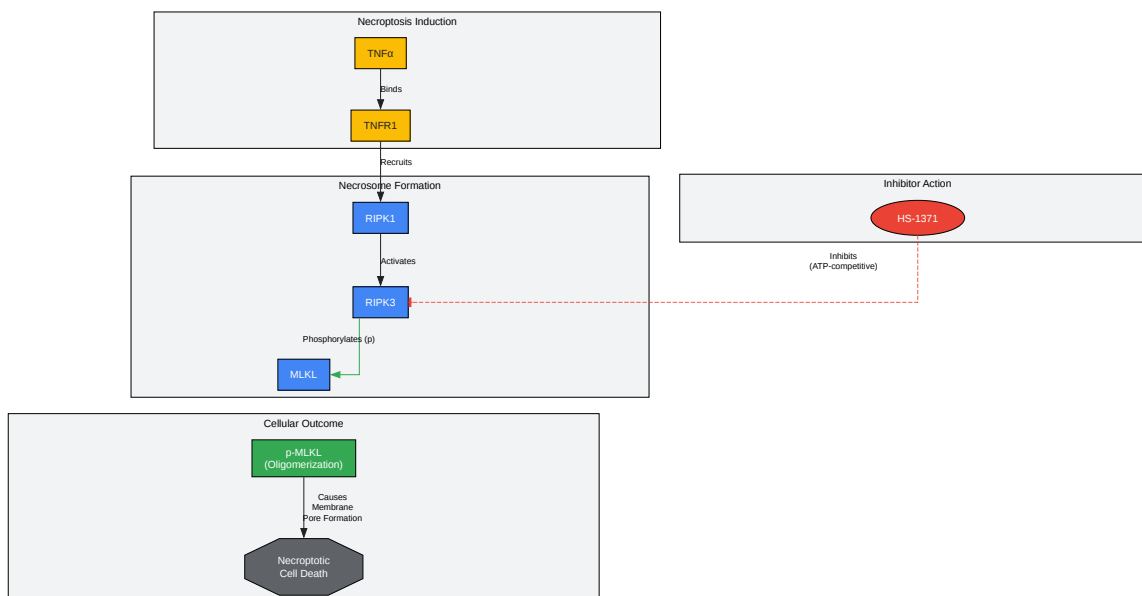 Necroptosis Induction
TNFα
Binds
TNFR1
Recruits
Necrosome Formation
RIPK1
Activates
RIPK3
Phosphorylates (p)
MLKL
Inhibitor Action
HS-1371
Inhibits
(ATP-competitive)
Cellular Outcome
p-MLKL
(Oligomerization)
Causes
Membrane
Pore Formation
Necroptotic
Cell Death